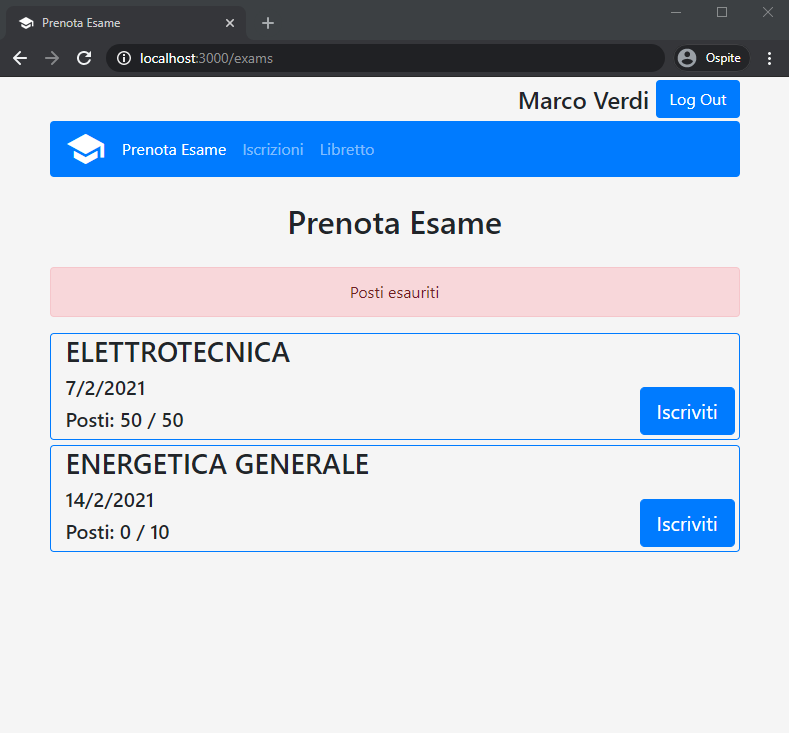 Prenota Esame
localhost:3000/exams
Ospite
Marco Verdi Log Out
Prenota Esame Iscrizioni Libretto
Prenota Esame
Posti esauriti
ELETTROTECNICA
7/2/2021
Posti: 50 / 50
Iscriviti
ENERGETICA GENERALE
14/2/2021
Posti: 0 / 10
Iscriviti